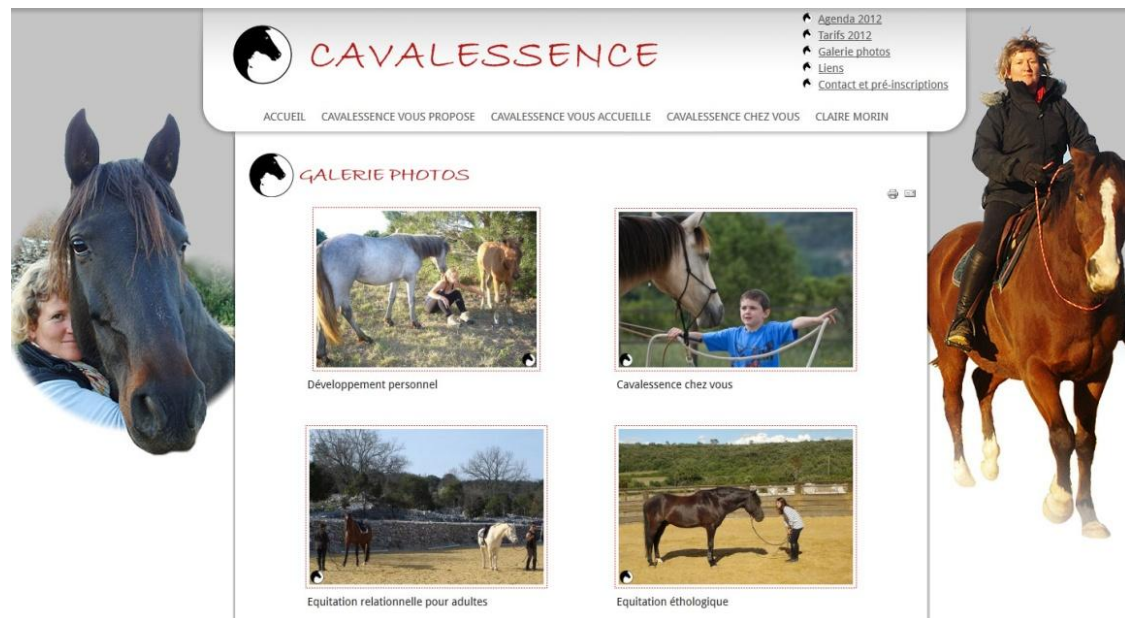 CAVALESSENCE
Agenda 2012
Tarifs 2012
Galerie photos
Liens
Contact et pré-inscriptions
ACCUEIL CAVALESSENCE VOUS PROPOSE CAVALESSENCE VOUS ACCUEILLE CAVALESSENCE CHEZ VOUS CLAIRE MORIN
GALERIE PHOTOS
Développement personnel
Cavalessence chez vous
Equitation relationnelle pour adultes
Equitation éthologique